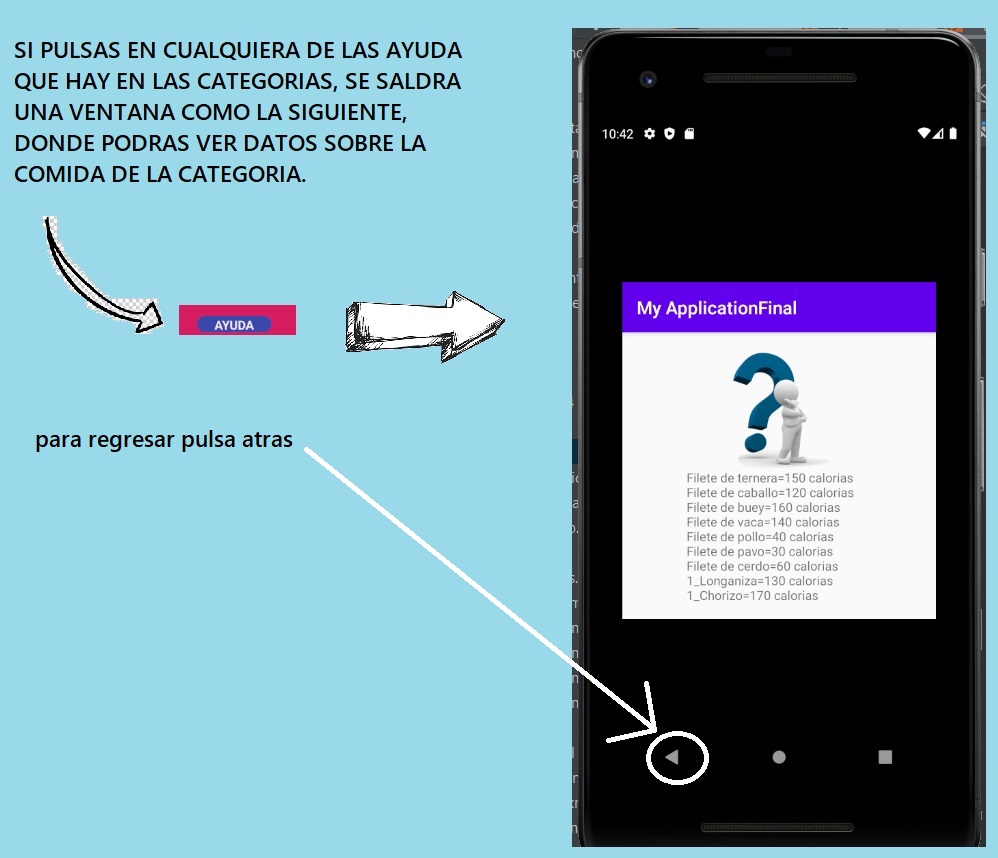 SI PULSAS EN CUALQUIERA DE LAS AYUDA
QUE HAY EN LAS CATEGORIAS, SE SALDRA
UNA VENTANA COMO LA SIGUIENTE,
DONDE PODRAS VER DATOS SOBRE LA
COMIDA DE LA CATEGORIA.
AYUDA
para regresar pulsa atras
10:42
My ApplicationFinal
Filete de ternera=150 calorias
Filete de caballo=120 calorias
Filete de buey=160 calorias
Filete de vaca=140 calorias
Filete de pollo=40 calorias
Filete de pavo=30 calorias
Filete de cerdo=60 calorias
1_Longaniza=130 calorias
1_Chorizo=170 calorias